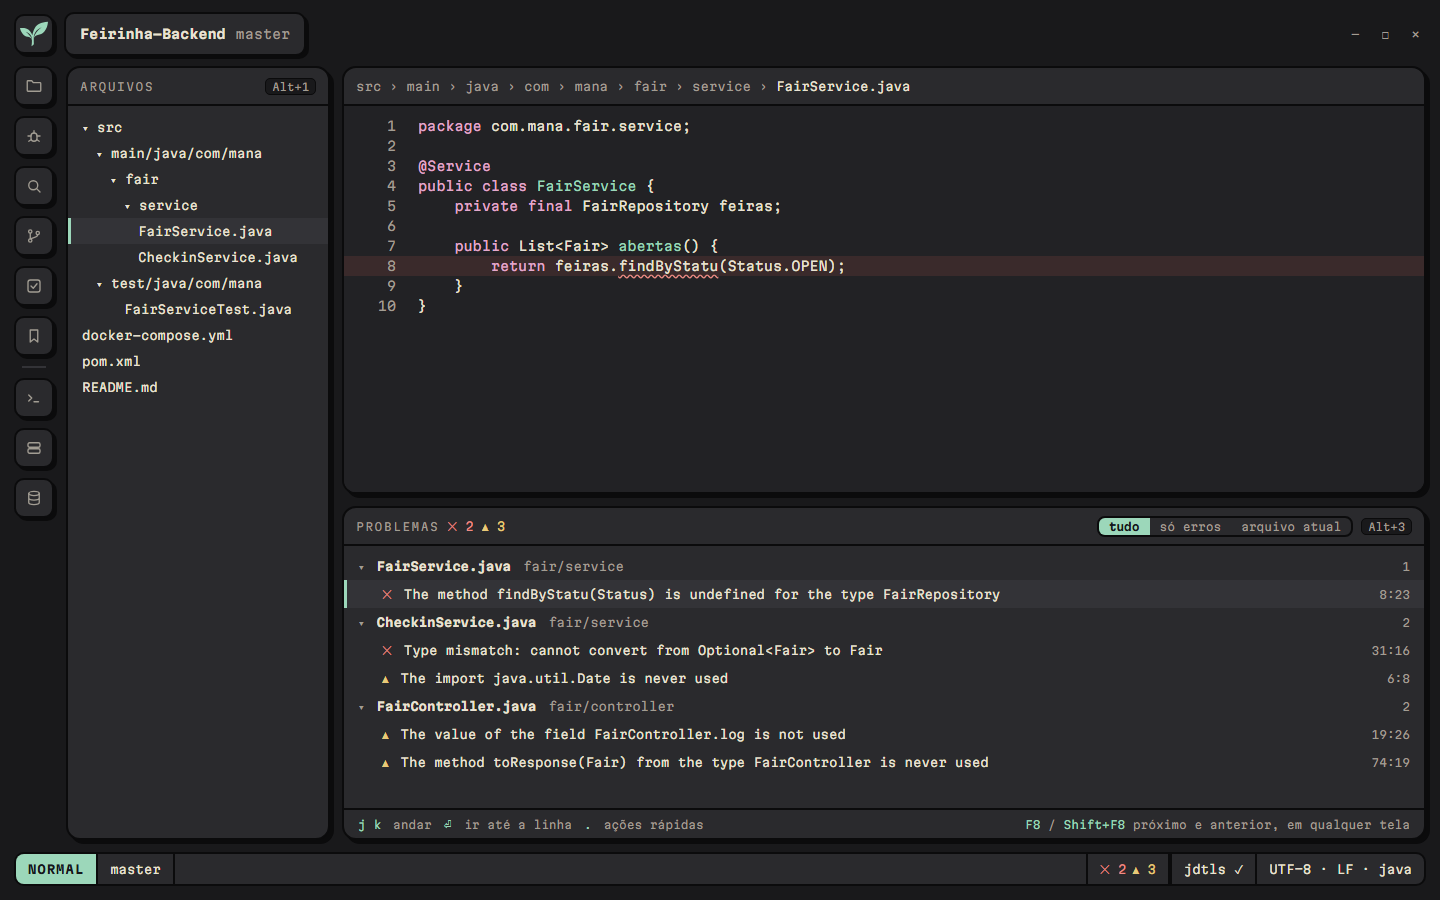 Feirinha-Backend master
— □ ×
ARQUIVOS Alt+1
▾ src
▾ main/java/com/mana
▾ fair
▾ service
FairService.java
CheckinService.java
▾ test/java/com/mana
FairServiceTest.java
docker-compose.yml
pom.xml
README.md
src › main › java › com › mana › fair › service › FairService.java
1 package com.mana.fair.service;
2
3 @Service
4 public class FairService {
5 private final FairRepository feiras;
6
7 public List<Fair> abertas() {
8 return feiras.findByStatu(Status.OPEN);
9 }
10 }
PROBLEMAS ✕ 2 ▲ 3 tudo só erros arquivo atual Alt+3
▾ FairService.java fair/service 1
✕ The method findByStatu(Status) is undefined for the type FairRepository 8:23
▾ CheckinService.java fair/service 2
✕ Type mismatch: cannot convert from Optional<Fair> to Fair 31:16
▲ The import java.util.Date is never used 6:8
▾ FairController.java fair/controller 2
▲ The value of the field FairController.log is not used 19:26
▲ The method toResponse(Fair) from the type FairController is never used 74:19
j k andar ⏎ ir até a linha . ações rápidas F8 / Shift+F8 próximo e anterior, em qualquer tela
NORMAL master ✕ 2 ▲ 3 jdtls ✓ UTF-8 · LF · java